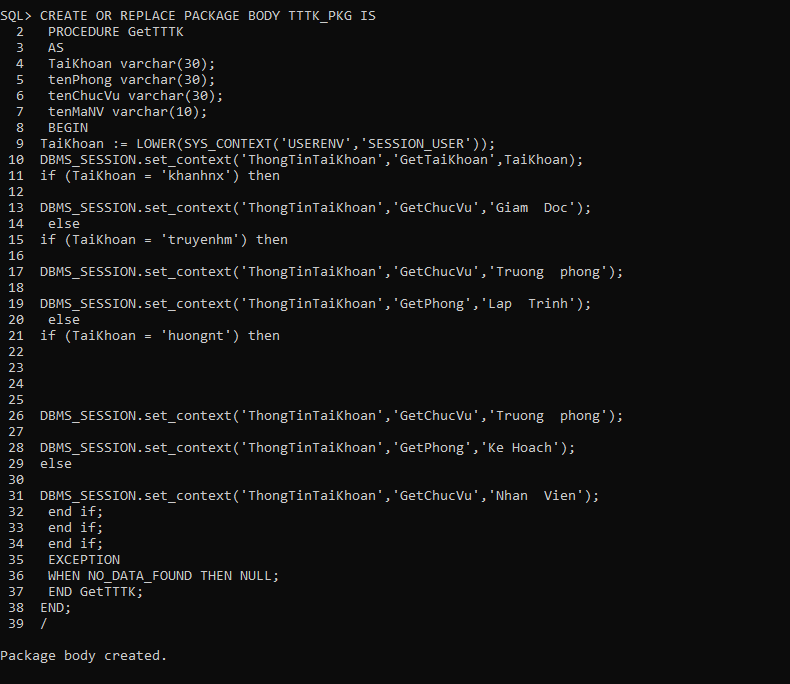 SQL> CREATE OR REPLACE PACKAGE BODY TTTK_PKG IS
  2   PROCEDURE GetTTTK
  3   AS
  4   TaiKhoan varchar(30);
  5   tenPhong varchar(30);
  6   tenChucVu varchar(30);
  7   tenMaNV varchar(10);
  8   BEGIN
  9  TaiKhoan := LOWER(SYS_CONTEXT('USERENV','SESSION_USER'));
 10  DBMS_SESSION.set_context('ThongTinTaiKhoan','GetTaiKhoan',TaiKhoan);
 11  if (TaiKhoan = 'khanhnx') then
 12
 13  DBMS_SESSION.set_context('ThongTinTaiKhoan','GetChucVu','Giam  Doc');
 14   else
 15  if (TaiKhoan = 'truyenhm') then
 16
 17  DBMS_SESSION.set_context('ThongTinTaiKhoan','GetChucVu','Truong  phong');
 18
 19  DBMS_SESSION.set_context('ThongTinTaiKhoan','GetPhong','Lap  Trinh');
 20   else
 21  if (TaiKhoan = 'huongnt') then
 22
 23
 24
 25
 26  DBMS_SESSION.set_context('ThongTinTaiKhoan','GetChucVu','Truong  phong');
 27
 28  DBMS_SESSION.set_context('ThongTinTaiKhoan','GetPhong','Ke Hoach');
 29  else
 30
 31  DBMS_SESSION.set_context('ThongTinTaiKhoan','GetChucVu','Nhan  Vien');
 32   end if;
 33   end if;
 34   end if;
 35   EXCEPTION
 36   WHEN NO_DATA_FOUND THEN NULL;
 37   END GetTTTK;
 38  END;
 39  /
Package body created.